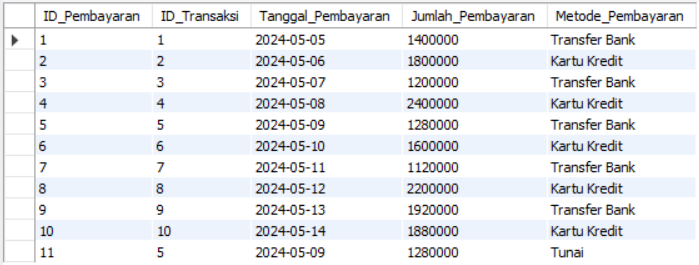 ID_Pembayaran ID_Transaksi Tanggal_Pembayaran Jumlah_Pembayaran Metode_Pembayaran
1 1 2024-05-05 1400000 Transfer Bank
2 2 2024-05-06 1800000 Kartu Kredit
3 3 2024-05-07 1200000 Transfer Bank
4 4 2024-05-08 2400000 Kartu Kredit
5 5 2024-05-09 1280000 Transfer Bank
6 6 2024-05-10 1600000 Kartu Kredit
7 7 2024-05-11 1120000 Transfer Bank
8 8 2024-05-12 2200000 Kartu Kredit
9 9 2024-05-13 1920000 Transfer Bank
10 10 2024-05-14 1880000 Kartu Kredit
11 5 2024-05-09 1280000 Tunai